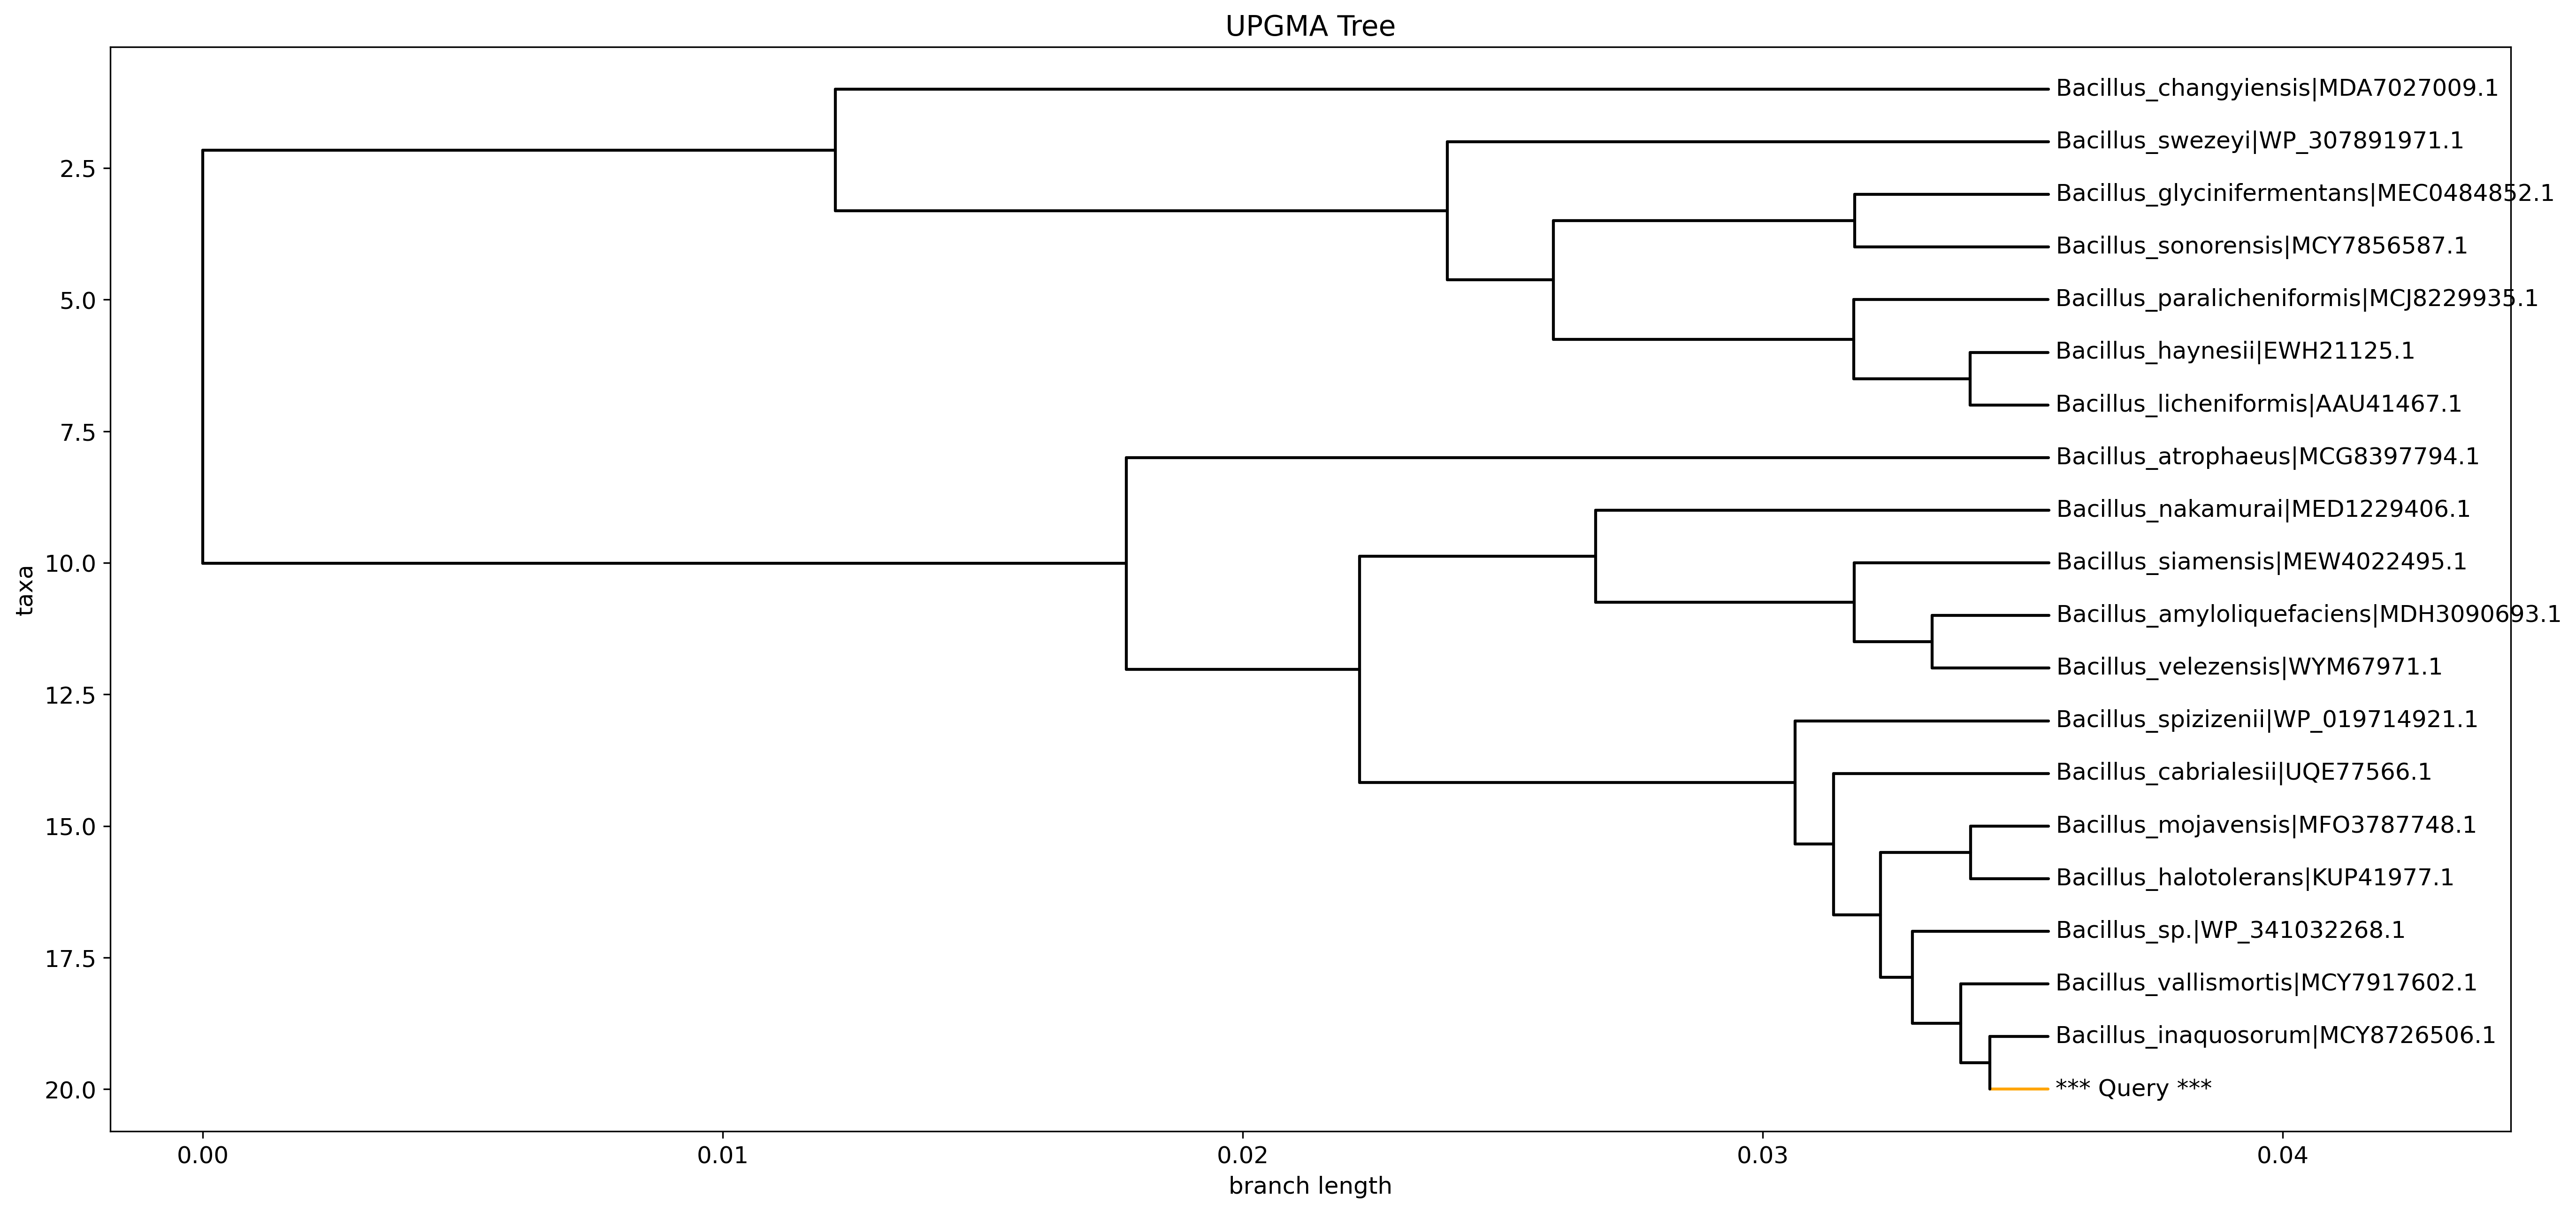 UPGMA Tree
Bacillus_changyiensis|MDA7027009.1
Bacillus_swezeyi|WP_307891971.1
2.5
Bacillus_glycinifermentans|MEC0484852.1
Bacillus_sonorensis|MCY7856587.1
5.0
Bacillus_paralicheniformis|MCJ8229935.1
Bacillus_haynesii|EWH21125.1
Bacillus_licheniformis|AAU41467.1
7.5
Bacillus_atrophaeus|MCG8397794.1
Bacillus_nakamurai|MED1229406.1
10.0
Bacillus_siamensis|MEW4022495.1
taxa
Bacillus_amyloliquefaciens|MDH3090693.1
Bacillus_velezensis|WYM67971.1
12.5
Bacillus_spizizenii|WP_019714921.1
Bacillus_cabrialesii|UQE77566.1
15.0
Bacillus_mojavensis|MFO3787748.1
Bacillus_halotolerans|KUP41977.1
Bacillus_sp.|WP_341032268.1
17.5
Bacillus_vallismortis|MCY7917602.1
Bacillus_inaquosorum|MCY8726506.1
20.0
*** Query ***
0.00 0.01 0.02 0.03 0.04
branch length